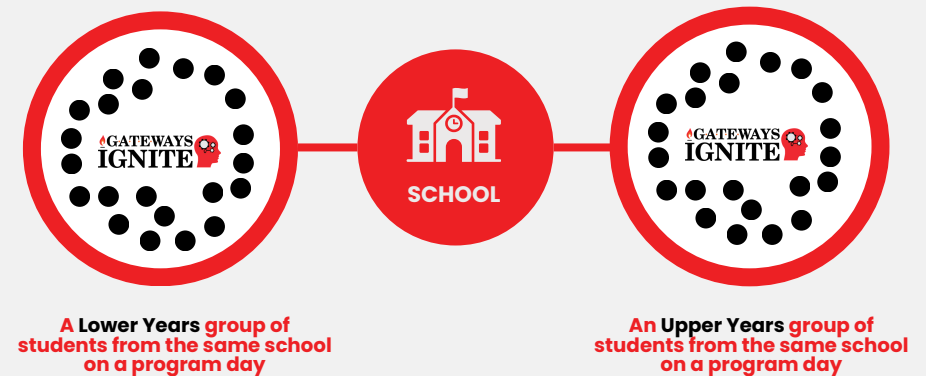 GATEWAYS
IGNITE
SCHOOL
GATEWAYS
IGNITE
A Lower Years group of
students from the same school
on a program day
An Upper Years group of
students from the same school
on a program day